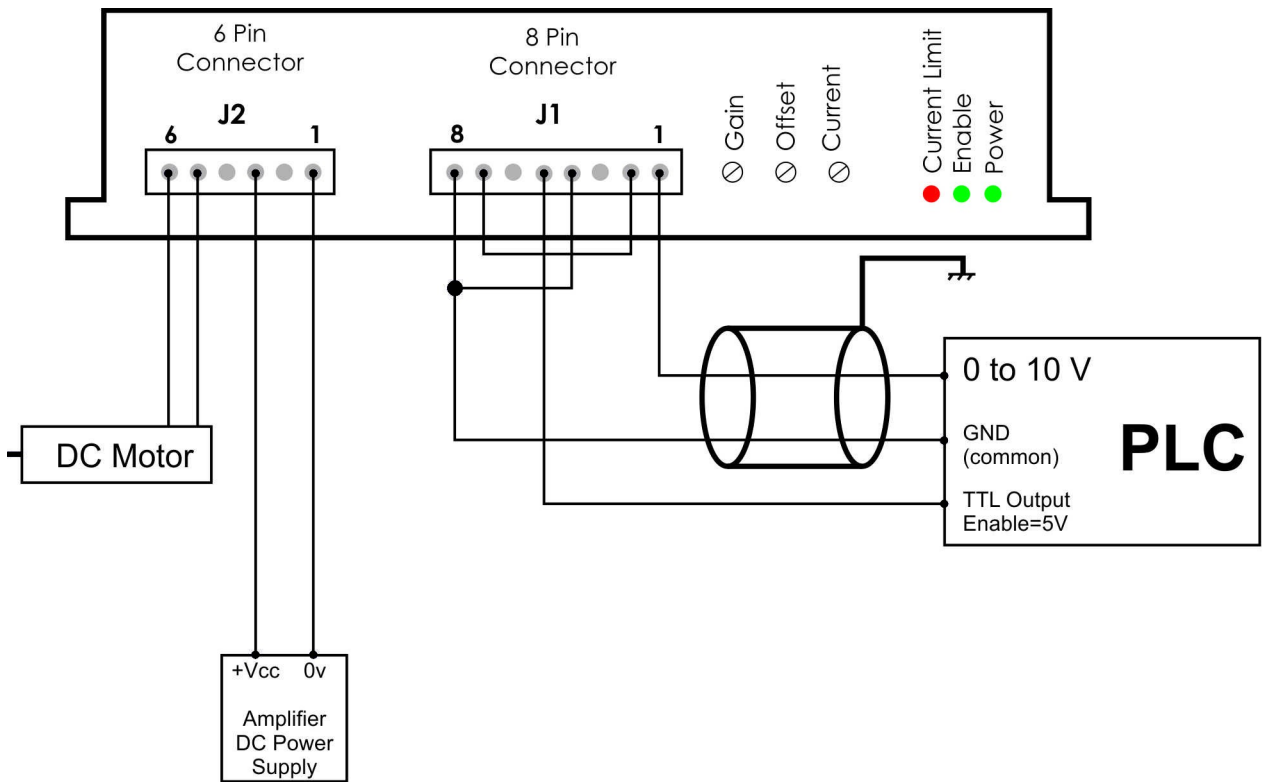 6 Pin
Connector
J2
6 1
8 Pin
Connector
J1
8 1
Gain
Offset
Current
Current Limit
Enable
Power
DC Motor
+Vcc 0v
Amplifier
DC Power
Supply
0 to 10 V
GND
(common)
PLC
TTL Output
Enable=5V